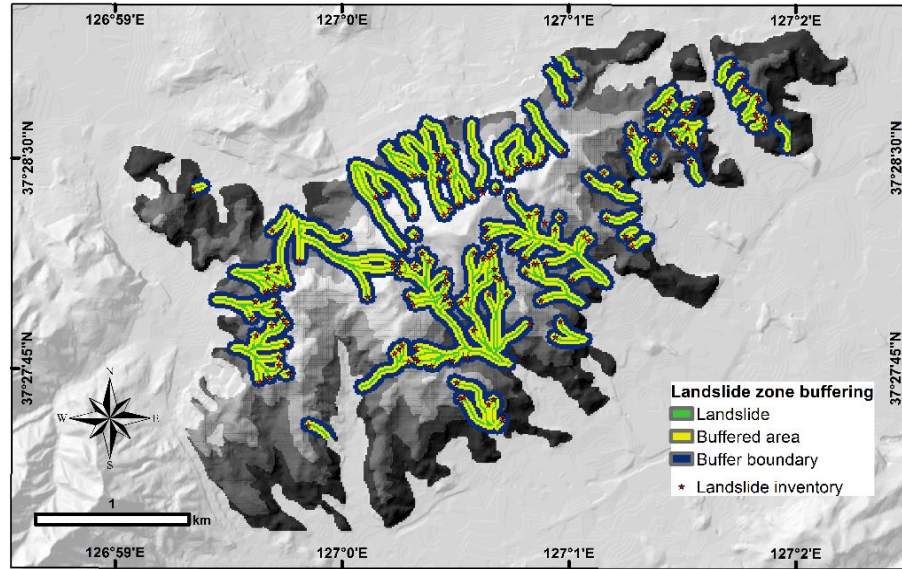 126°59'E 127°0'E 127°1'E 127°2'E
37°28'30"N 37°28'30"N
37°27'45"N 37°27'45"N
N
W E
S
Landslide zone buffering
Landslide
Buffered area
Buffer boundary
Landslide inventory
1
km
126°59'E 127°0'E 127°1'E 127°2'E